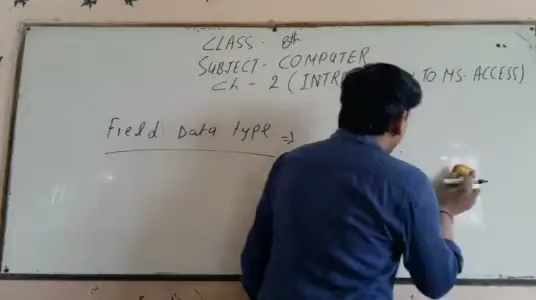 CLASS - 8th
SUBJECT - COMPUTER
Ch - 2 (INTR TO MS-ACCESS)
Field Data type ⇒